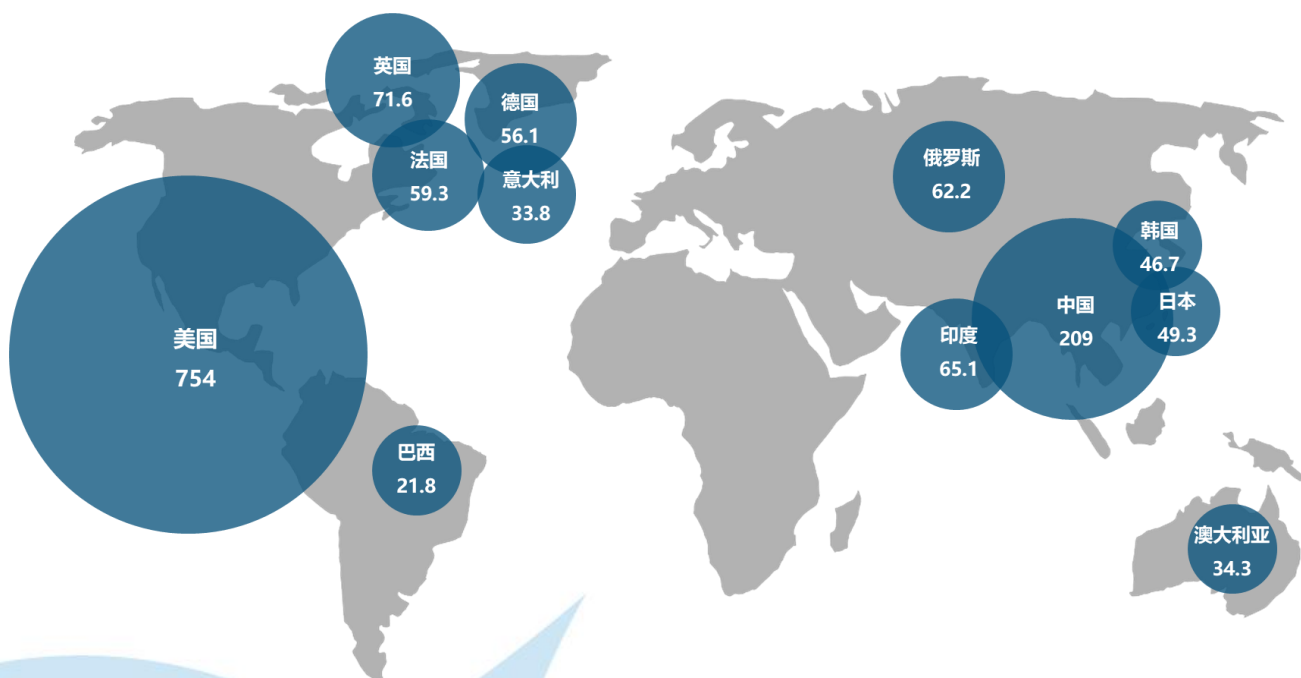 英国
71.6
德国
56.1
法国
59.3
意大利
33.8
俄罗斯
62.2
韩国
46.7
中国
209
日本
49.3
印度
65.1
美国
754
巴西
21.8
澳大利亚
34.3